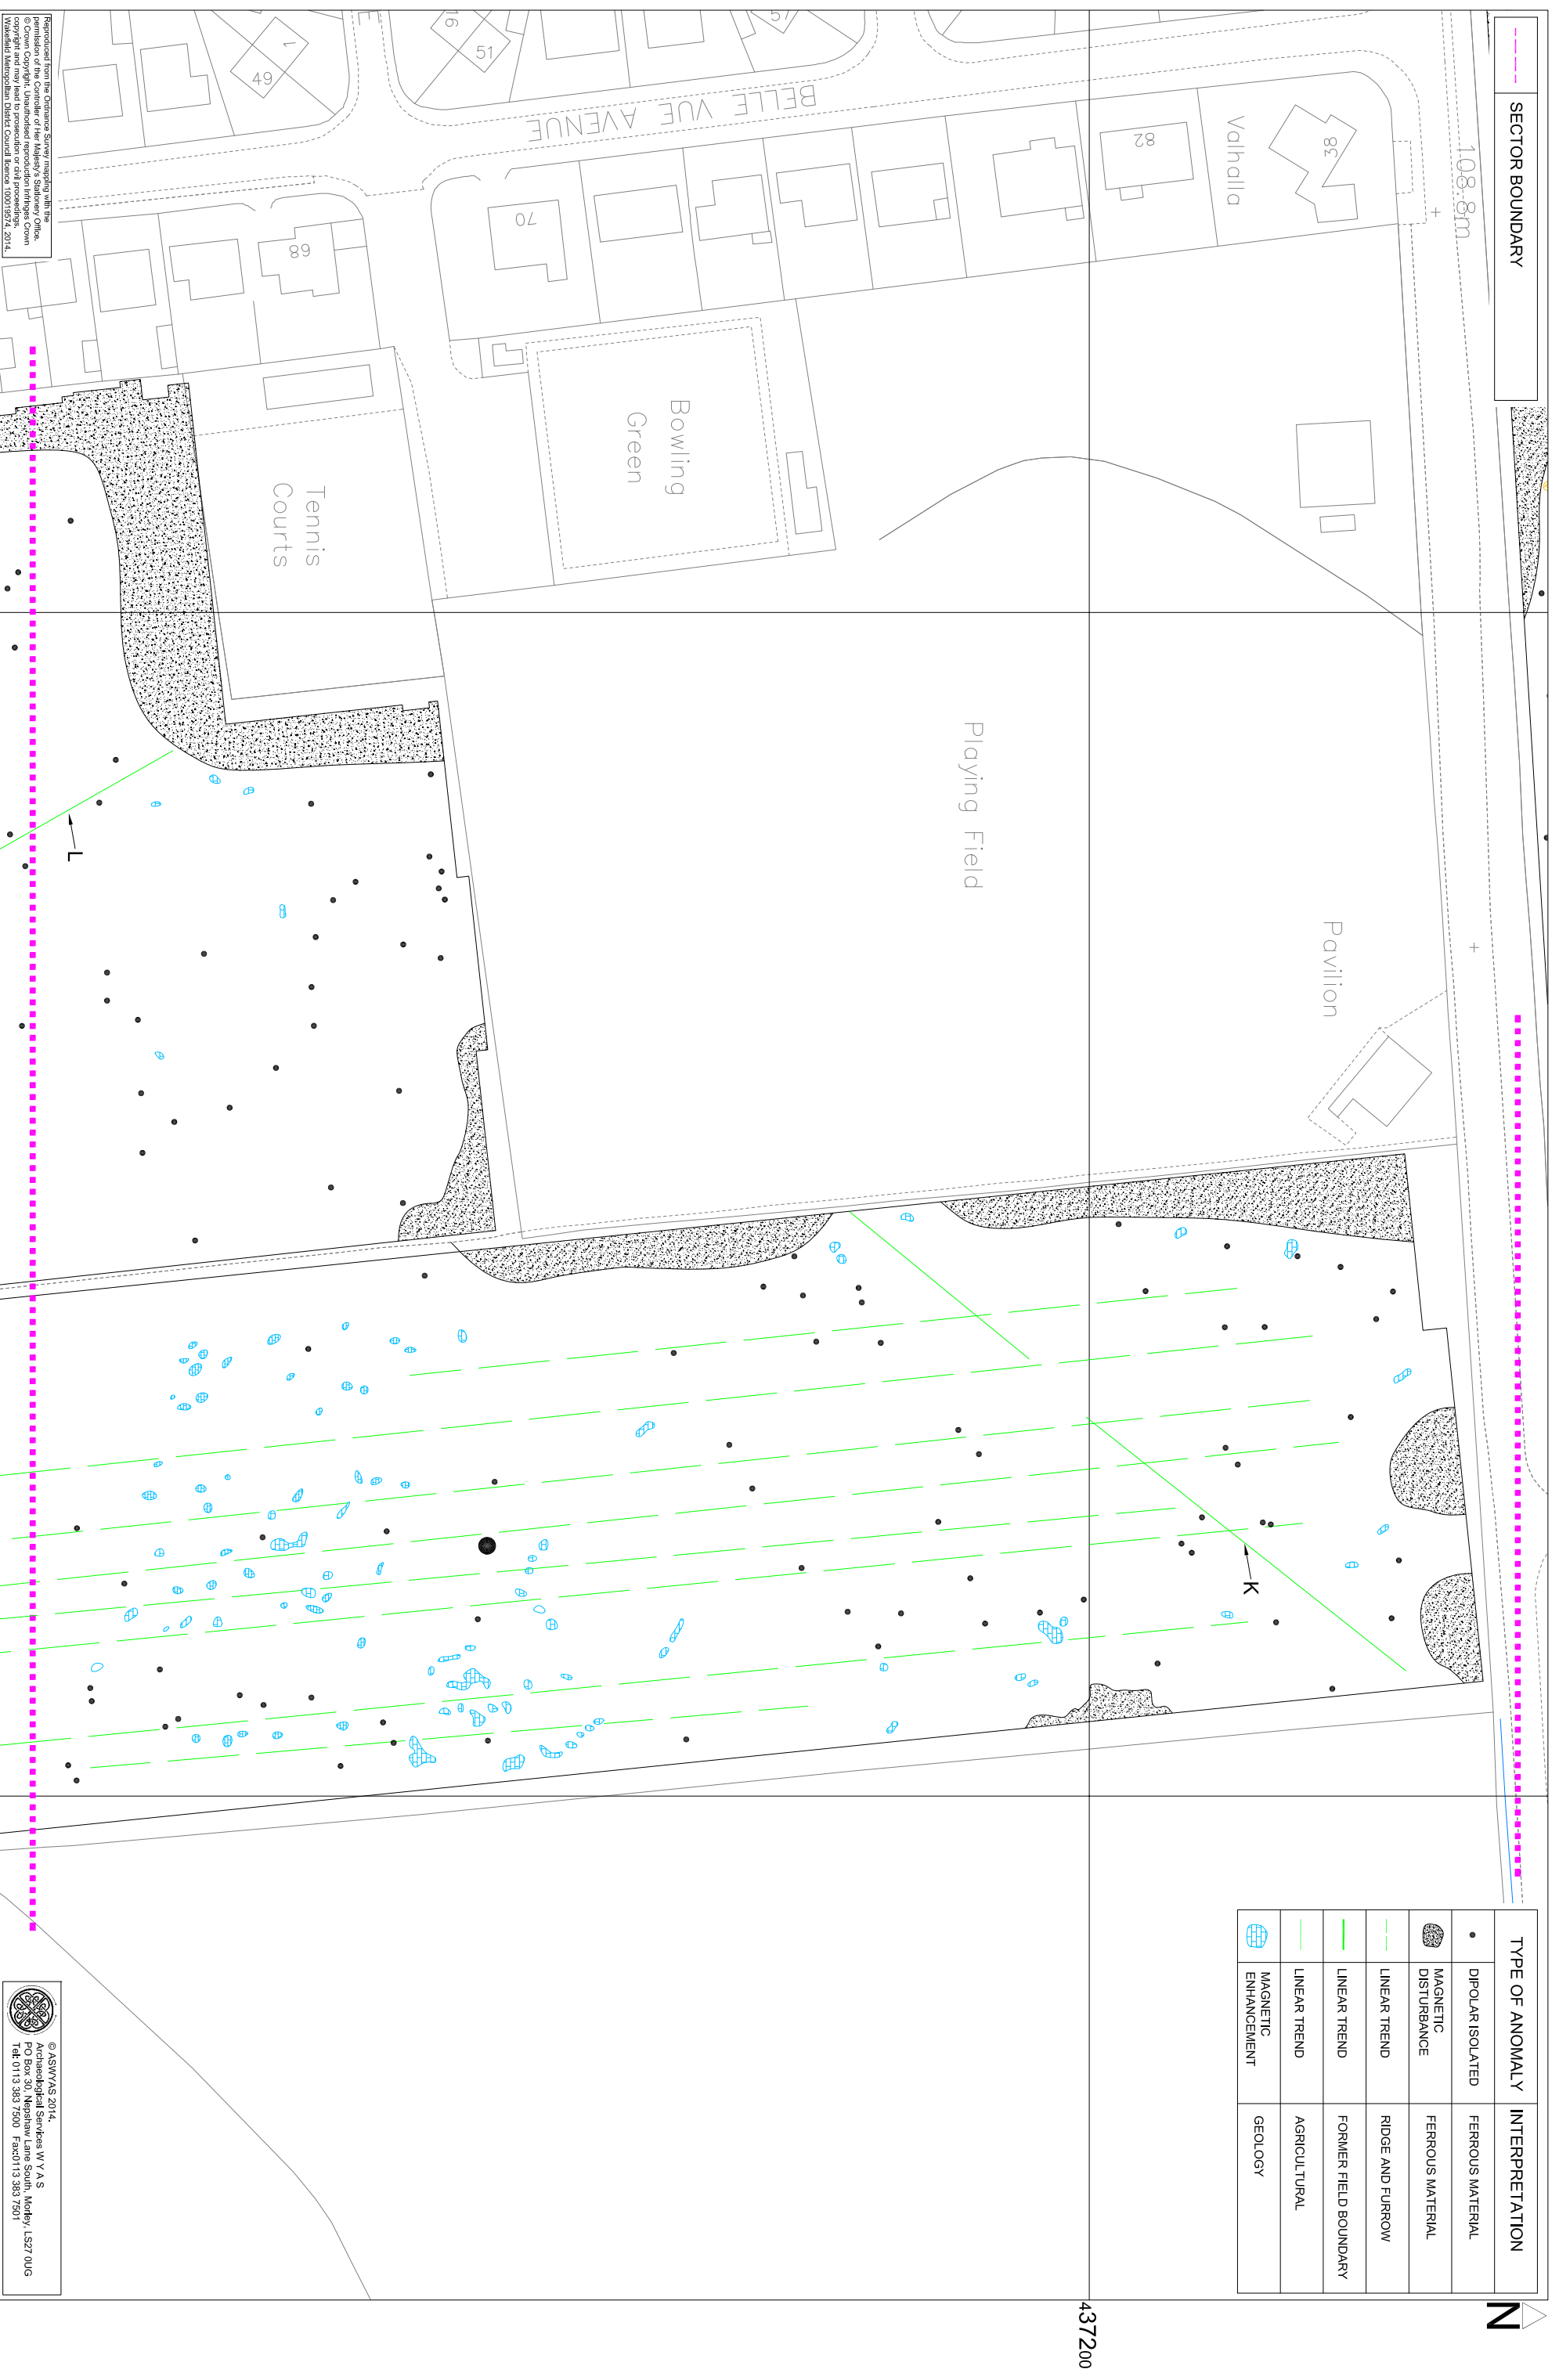 SECTOR BOUNDARY
108.8m
38
Valhalla
82
BELLE VUE AVENUE
57
51
16
49
1
70
68
E
Bowling
Green
Tennis
Courts
Playing Field
Pavilion
L
K
TYPE OF ANOMALY
INTERPRETATION
DIPOLAR ISOLATED
FERROUS MATERIAL
MAGNETIC
DISTURBANCE
FERROUS MATERIAL
LINEAR TREND
RIDGE AND FURROW
LINEAR TREND
FORMER FIELD BOUNDARY
LINEAR TREND
AGRICULTURAL
MAGNETIC
ENHANCEMENT
GEOLOGY
N
437200
Reproduced from the Ordnance Survey mapping with the
permission of the Controller of Her Majesty's Stationery Office.
© Crown Copyright. Unauthorised reproduction infringes Crown
copyright and may lead to prosecution or civil proceedings.
Wakefield Metropolitan District Council licence 100019574, 2014.
© ASWYAS 2014.
Archaeological Services W Y A S
PO Box 30, Nepshaw Lane South, Morley, LS27 0UG
Tel: 0113 383 7500 Fax:0113 383 7501